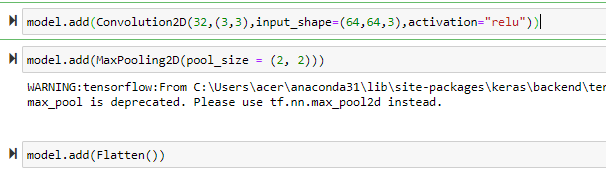 model.add(Convolution2D(32,(3,3),input_shape=(64,64,3),activation="relu"))
model.add(MaxPooling2D(pool_size = (2, 2)))
WARNING:tensorflow:From C:\Users\acer\anaconda31\lib\site-packages\keras\backend\ten
max_pool is deprecated. Please use tf.nn.max_pool2d instead.
model.add(Flatten())